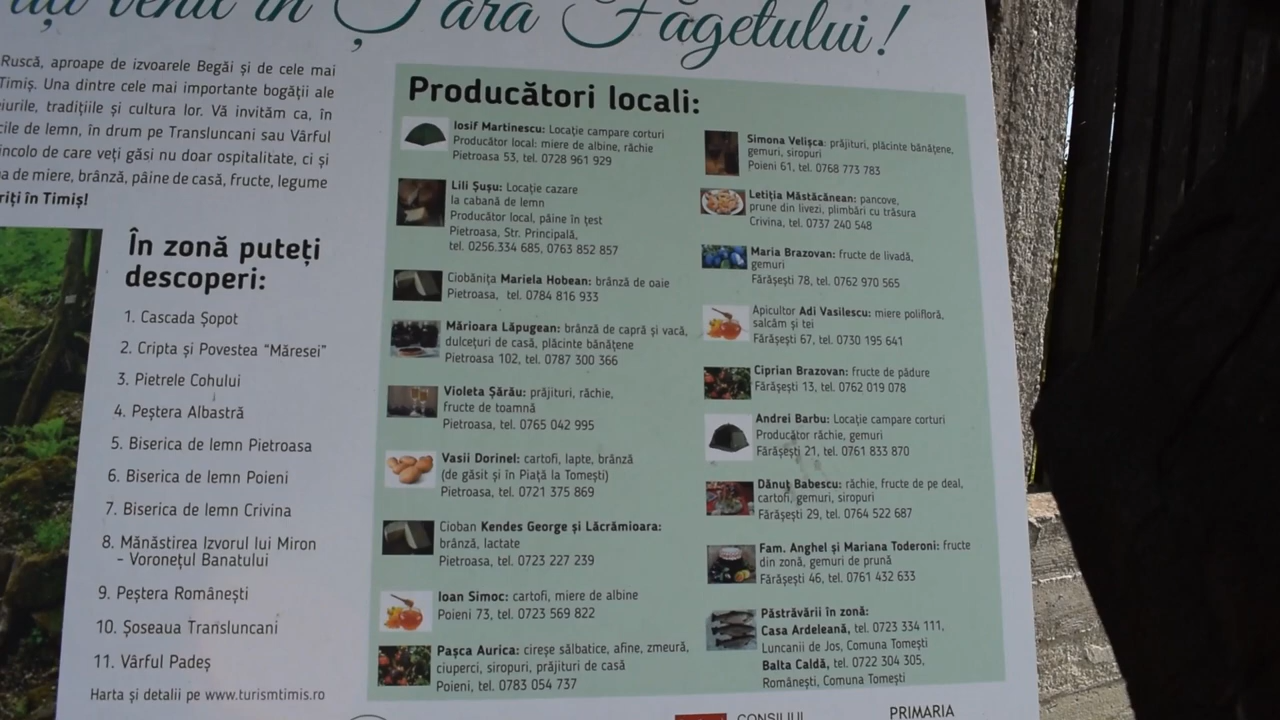 venit în Țara Făgetului!
Ruscă, aproape de izvoarele Begăi și de cele mai
Timiș. Una dintre cele mai importante bogății ale
tradițiile și cultura lor. Vă invităm ca, în
de lemn, în drum pe Transluncani sau Vârful
de care veți găsi nu doar ospitalitate, ci și
de miere, brânză, pâine de casă, fructe, legume
în Timiș!
În zonă puteți
descoperi:
1. Cascada Șopot
2. Cripta și Povestea "Măresei"
3. Pietrele Cohului
4. Peștera Albastră
5. Biserica de lemn Pietroasa
6. Biserica de lemn Poieni
7. Biserica de lemn Crivina
8. Mănăstirea Izvorul lui Miron
- Voronețul Banatului
9. Peștera Românești
10. Șoseaua Transluncani
11. Vârful Padeș
Harta și detalii pe www.turismtimis.ro
Producători locali:
Iosif Martinescu: Locație campare corturi
Producător local: miere de albine, răchie
Pietroasa 53, tel. 0728 961 929
Lili Șușu: Locație cazare
la cabană de lemn
Producător local, pâine în țest
Pietroasa, Str. Principală,
tel. 0256.334 685, 0763 852 857
Ciobănița Mariela Hobean: brânză de oaie
Pietroasa, tel. 0784 816 933
Mărioara Lăpugean: brânză de capră și vacă,
dulcețuri de casă, plăcinte bănățene
Pietroasa 102, tel. 0787 300 366
Violeta Șărău: prăjituri, răchie,
fructe de toamnă
Pietroasa, tel. 0765 042 995
Vasii Dorinel: cartofi, lapte, brânză
(de găsit și în Piață la Tomești)
Pietroasa, tel. 0721 375 869
Cioban Kendes George și Lăcrămioara:
brânză, lactate
Pietroasa, tel. 0723 227 239
Ioan Simoc: cartofi, miere de albine
Poieni 73, tel. 0723 569 822
Pașca Aurica: cireșe sălbatice, afine, zmeură,
ciuperci, siropuri, prăjituri de casă
Poieni, tel. 0783 054 737
Simona Velișca: prăjituri, plăcinte bănățene,
gemuri, siropuri
Poieni 61, tel. 0768 773 783
Letiția Măstăcănean: pancove,
prune din livezi, plimbări cu trăsura
Crivina, tel. 0737 240 548
Maria Brazovan: fructe de livadă,
gemuri
Fărășești 78, tel. 0762 970 565
Apicultor Adi Vasilescu: miere polifloră,
salcâm și tei
Fărășești 67, tel. 0730 195 641
Ciprian Brazovan: fructe de pădure
Fărășești 13, tel. 0762 019 078
Andrei Barbu: Locație campare corturi
Producător răchie, gemuri
Fărășești 21, tel. 0761 833 870
Dănuț Babescu: răchie, fructe de pe deal,
cartofi, gemuri, siropuri
Fărășești 29, tel. 0764 522 687
Fam. Anghel și Mariana Toderoni: fructe
din zonă, gemuri de prună
Fărășești 46, tel. 0761 432 633
Păstrăvării în zonă:
Casa Ardeleană, tel. 0723 334 111,
Luncanii de Jos, Comuna Tomești
Balta Caldă, tel. 0722 304 305,
Românești, Comuna Tomești
CONSILIUL
PRIMARIA